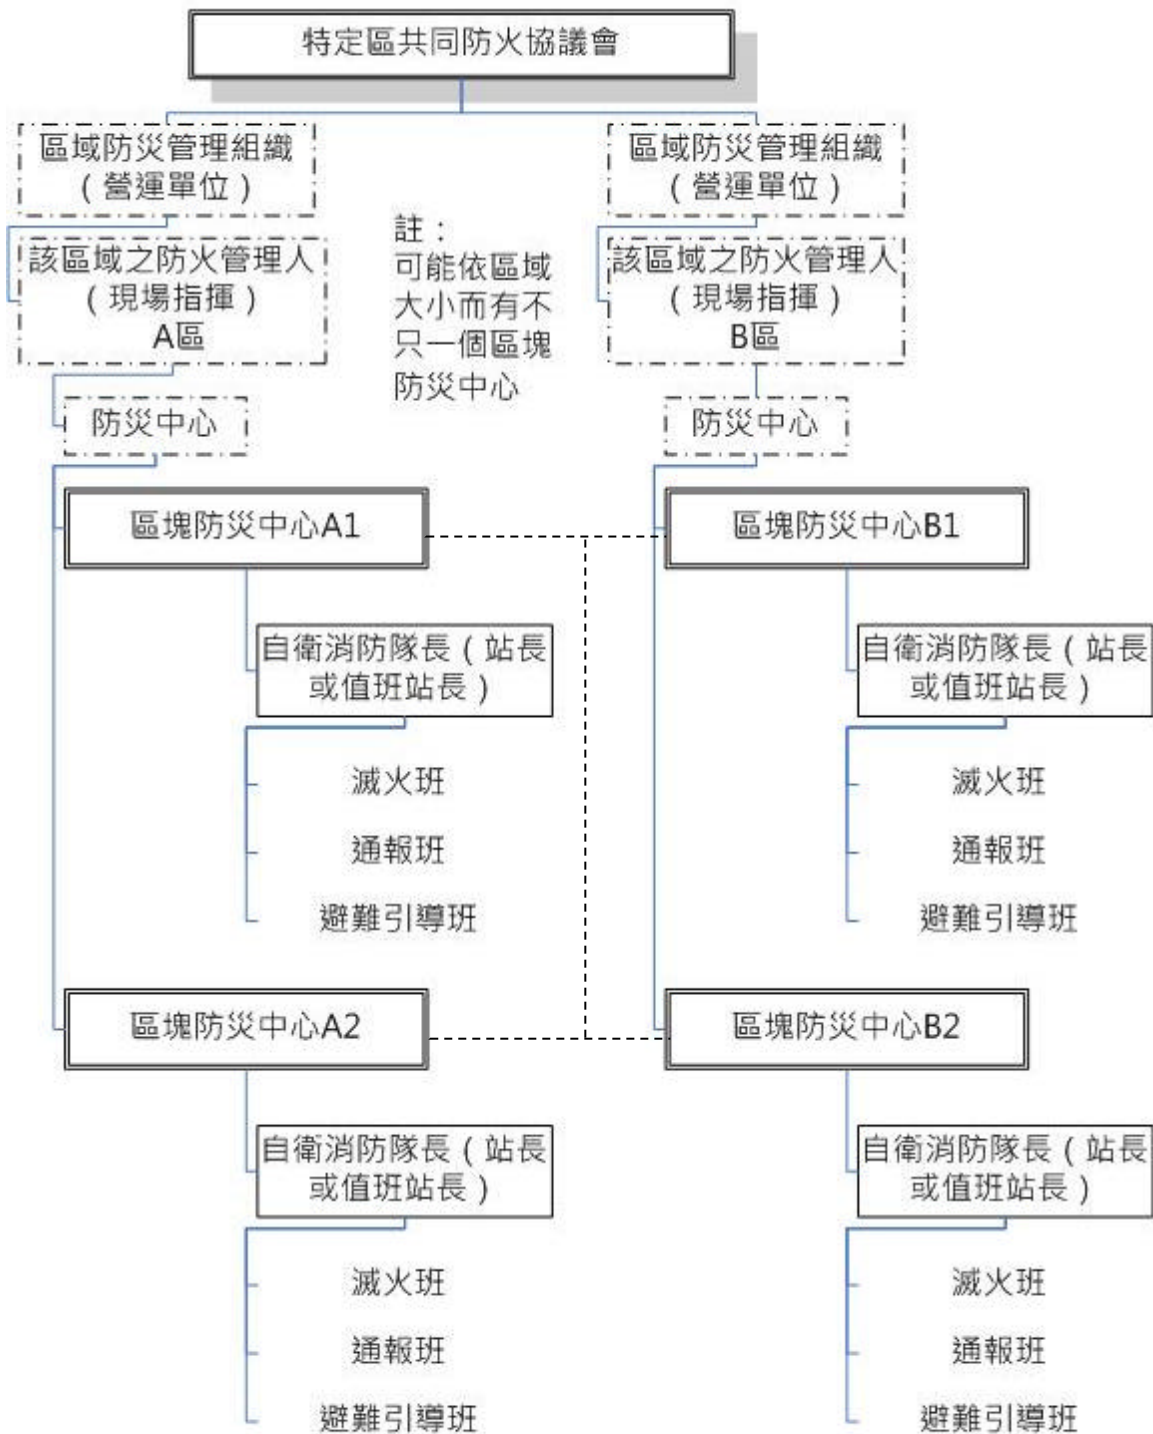 特定區共同防火協議會
區域防災管理組織
（營運單位）
該區域之防火管理人
（現場指揮）
A區
防災中心
註：
可能依區域
大小而有不
只一個區塊
防災中心
區域防災管理組織
（營運單位）
該區域之防火管理人
（現場指揮）
B區
防災中心
區塊防災中心A1
自衛消防隊長（站長
或值班站長）
滅火班
通報班
避難引導班
區塊防災中心B1
自衛消防隊長（站長
或值班站長）
滅火班
通報班
避難引導班
區塊防災中心A2
自衛消防隊長（站長
或值班站長）
滅火班
通報班
避難引導班
區塊防災中心B2
自衛消防隊長（站長
或值班站長）
滅火班
通報班
避難引導班